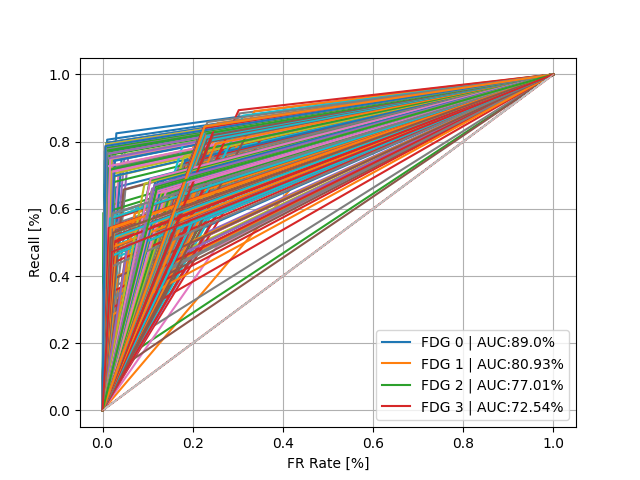 1.0
0.8
0.6
0.4
0.2
0.0
Recall [%]
FDG 0 | AUC:89.0%
FDG 1 | AUC:80.93%
FDG 2 | AUC:77.01%
FDG 3 | AUC:72.54%
0.0 0.2 0.4 0.6 0.8 1.0
FR Rate [%]